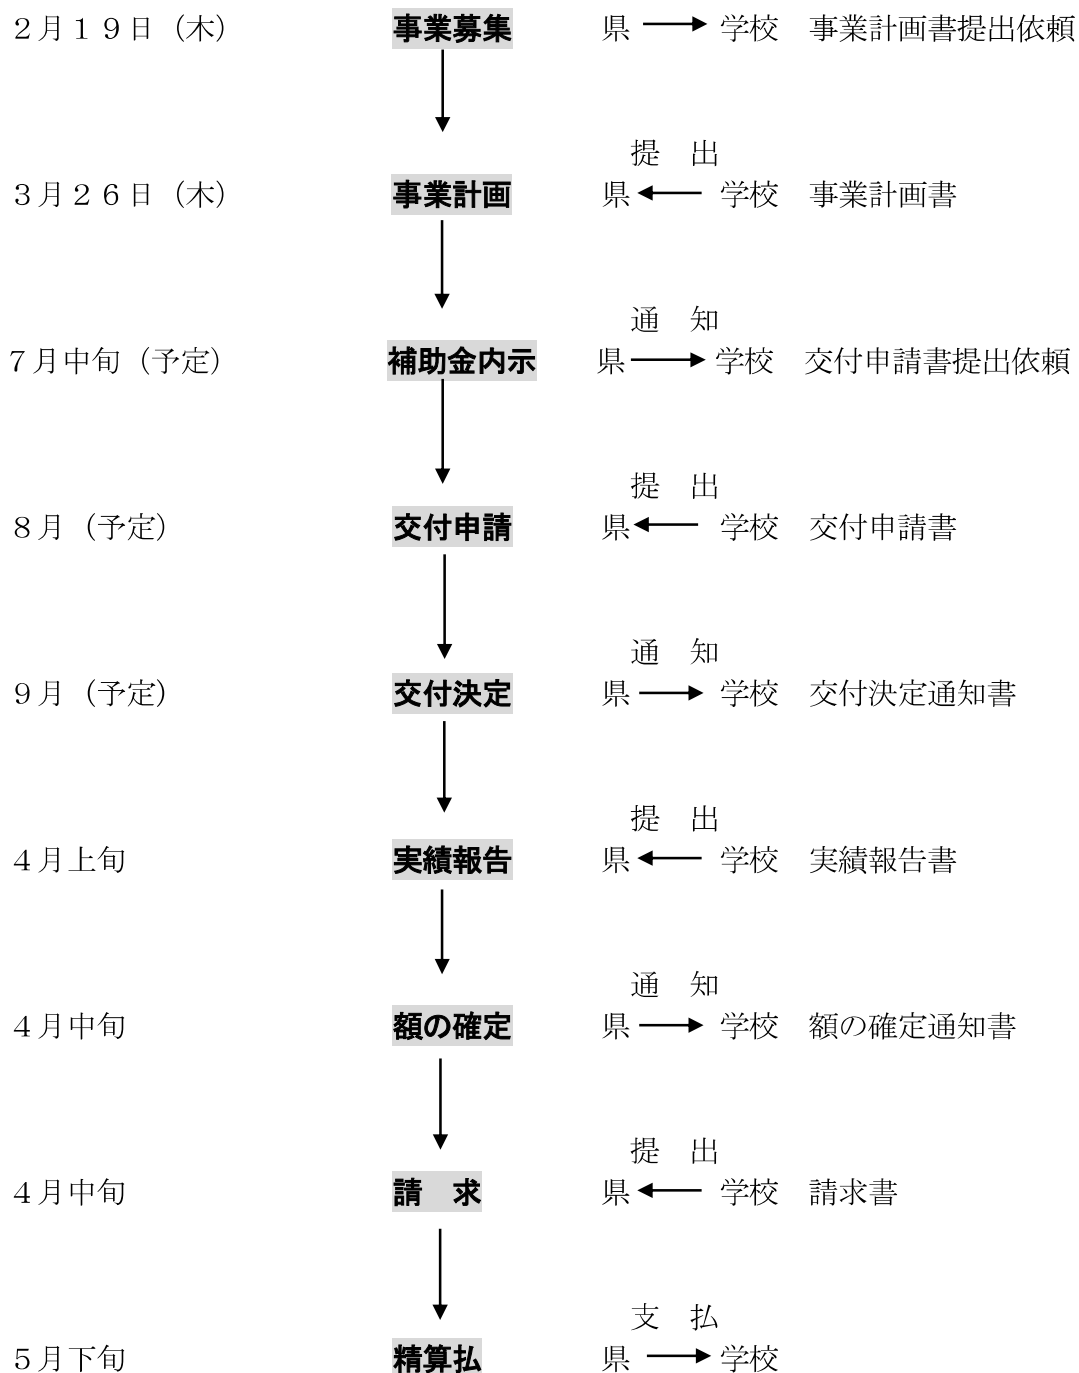 ２月１９日（木） 事業募集 県 学校 事業計画書提出依頼
提 出
３月２６日（木） 事業計画 県 学校 事業計画書
通 知
７月中旬（予定） 補助金内示 県 学校 交付申請書提出依頼
提 出
８月（予定） 交付申請 県 学校 交付申請書
通 知
９月（予定） 交付決定 県 学校 交付決定通知書
提 出
４月上旬 実績報告 県 学校 実績報告書
通 知
４月中旬 額の確定 県 学校 額の確定通知書
提 出
４月中旬 請 求 県 学校 請求書
支 払
５月下旬 精算払 県 学校